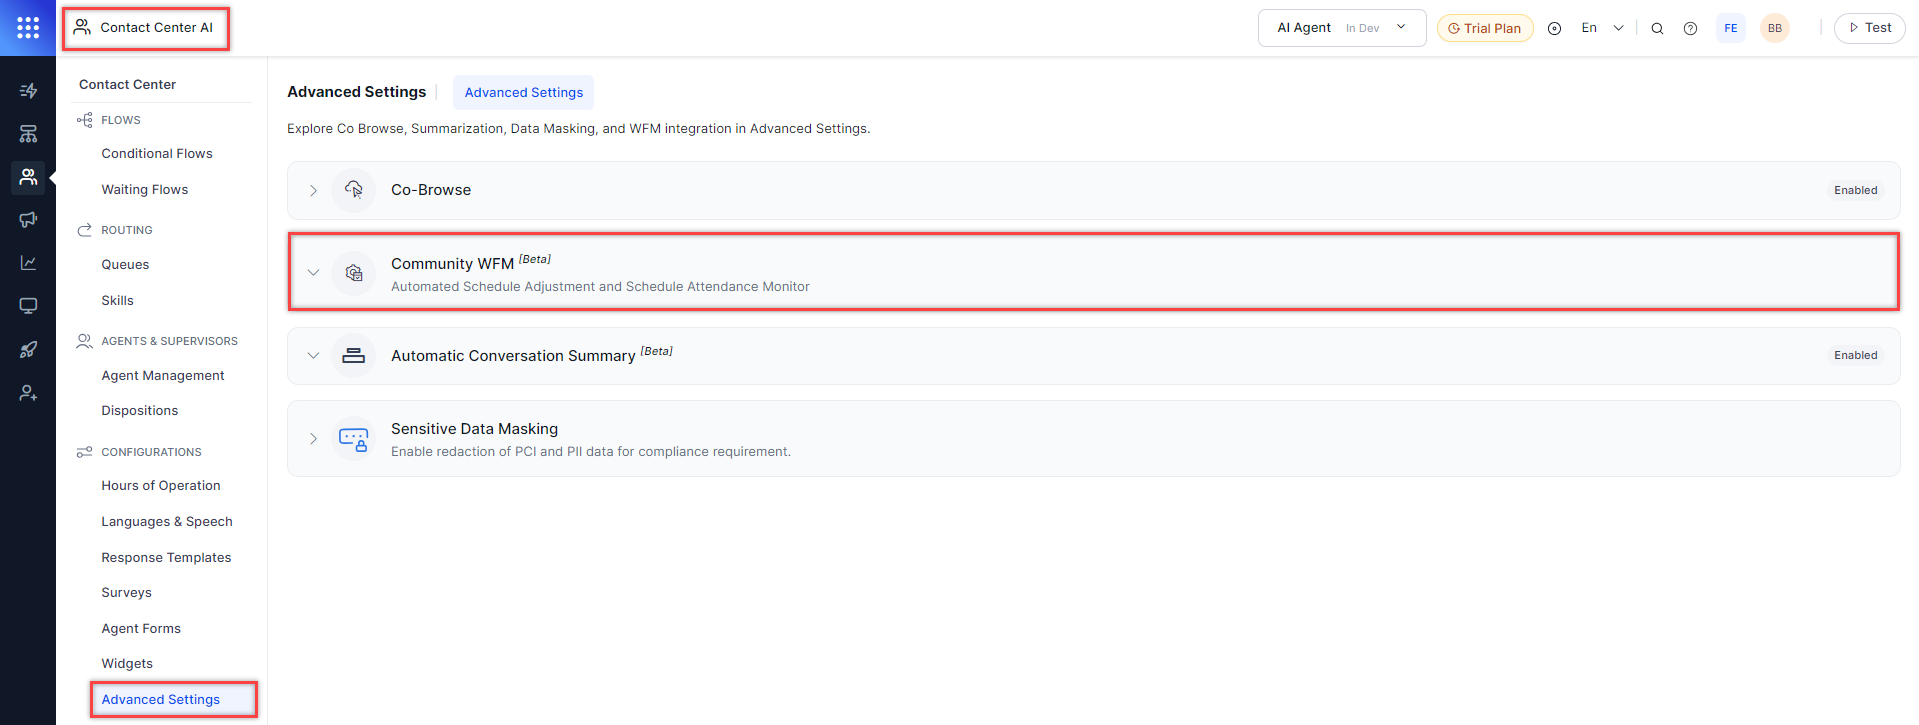 Contact Center AI
AI Agent In Dev
Trial Plan
En
FE
BB
Test
Contact Center
FLOWS
Conditional Flows
Waiting Flows
ROUTING
Queues
Skills
AGENTS & SUPERVISORS
Agent Management
Dispositions
CONFIGURATIONS
Hours of Operation
Languages & Speech
Response Templates
Surveys
Agent Forms
Widgets
Advanced Settings
Advanced Settings
Advanced Settings
Explore Co Browse, Summarization, Data Masking, and WFM integration in Advanced Settings.
Co-Browse
Enabled
Community WFM [Beta]
Automated Schedule Adjustment and Schedule Attendance Monitor
Automatic Conversation Summary [Beta]
Enabled
Sensitive Data Masking
Enable redaction of PCI and PII data for compliance requirement.